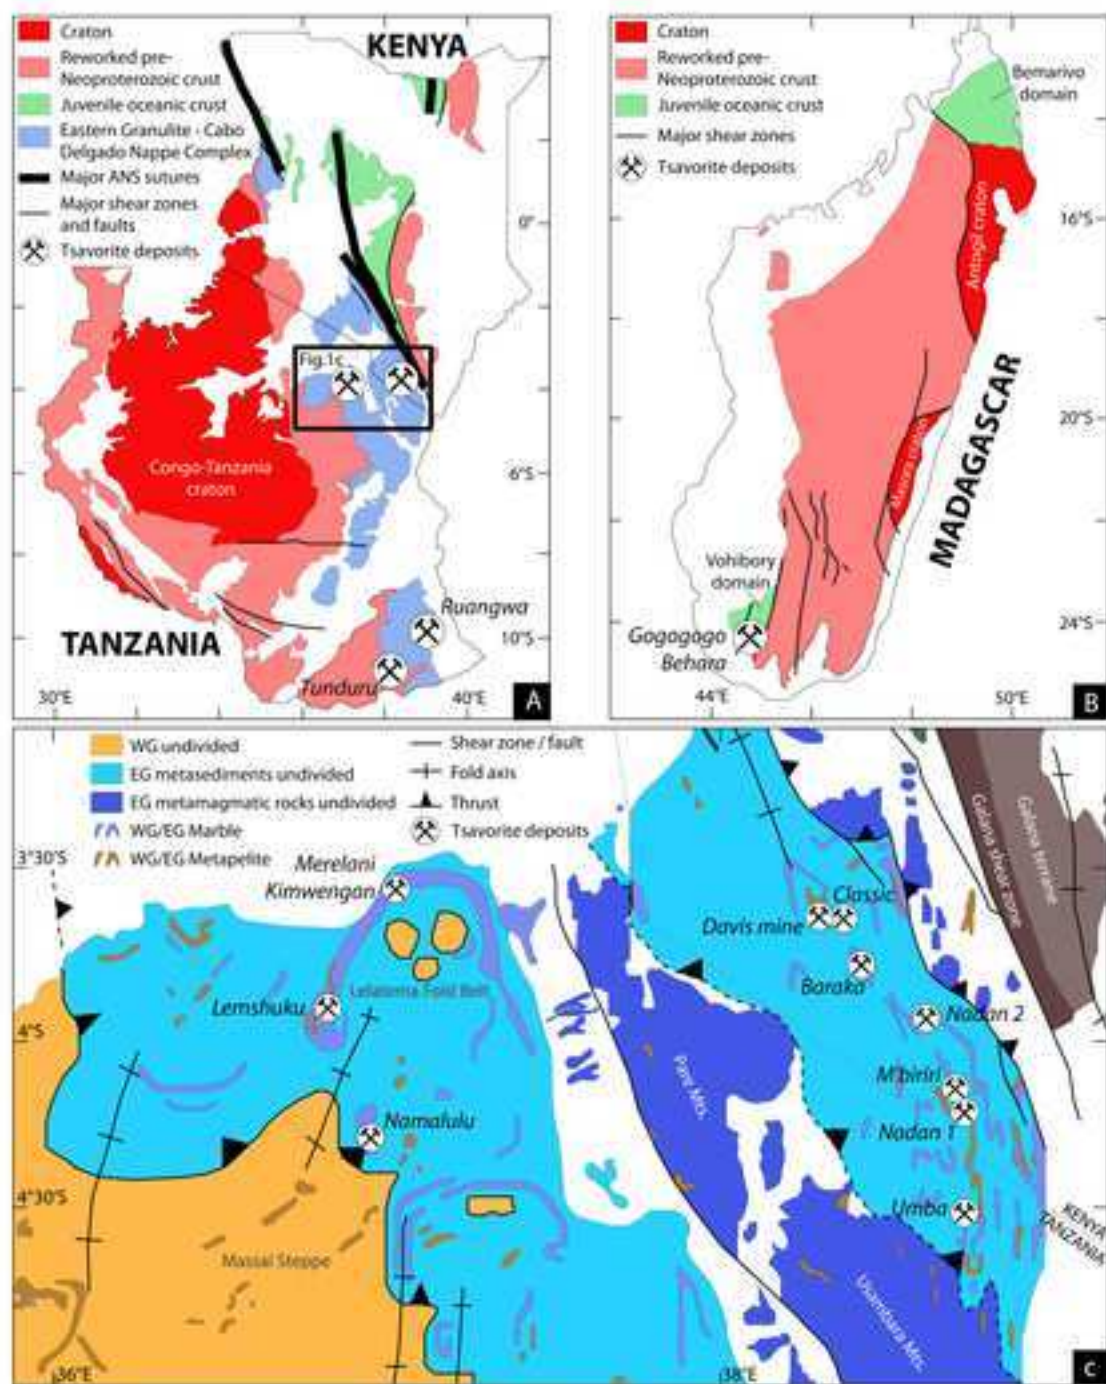 Craton
Reworked pre-
Neoproterozoic crust
Juvenile oceanic crust
Eastern Granulite - Cabo
Delgado Nappe Complex
Major ANS sutures
Major shear zones
and faults
Tsavorite deposits
KENYA
0°
Fig.1c
Congo-Tanzania
craton
6°S
Ruangwa
TANZANIA
10°S
Tunduru
30°E
40°E
A
Craton
Reworked pre-
Neoproterozoic crust
Juvenile oceanic crust
Major shear zones
Tsavorite deposits
Bemarivo
domain
16°S
Antogil craton
MADAGASCAR
20°S
Masora craton
Vohibory
domain
24°S
Gogogogo
Behara
44°E
50°E
B
WG undivided
EG metasediments undivided
EG metamagmatic rocks undivided
WG/EG Marble
WG/EG Metapelite
Shear zone / fault
Fold axis
Thrust
Tsavorite deposits
3°30'S
Merelani
Kimwengan
Galana shear zone
Galana terrane
Classic
Davis mine
Baraka
Lelatema Fold Belt
Lemshuku
Nadan 2
4°S
Pare Mts.
M'biriri
Namalulu
Nadan 1
4°30'S
Umba
KENYA
TANZANIA
Massai Steppe
Usambara Mts.
36°E
38°E
C